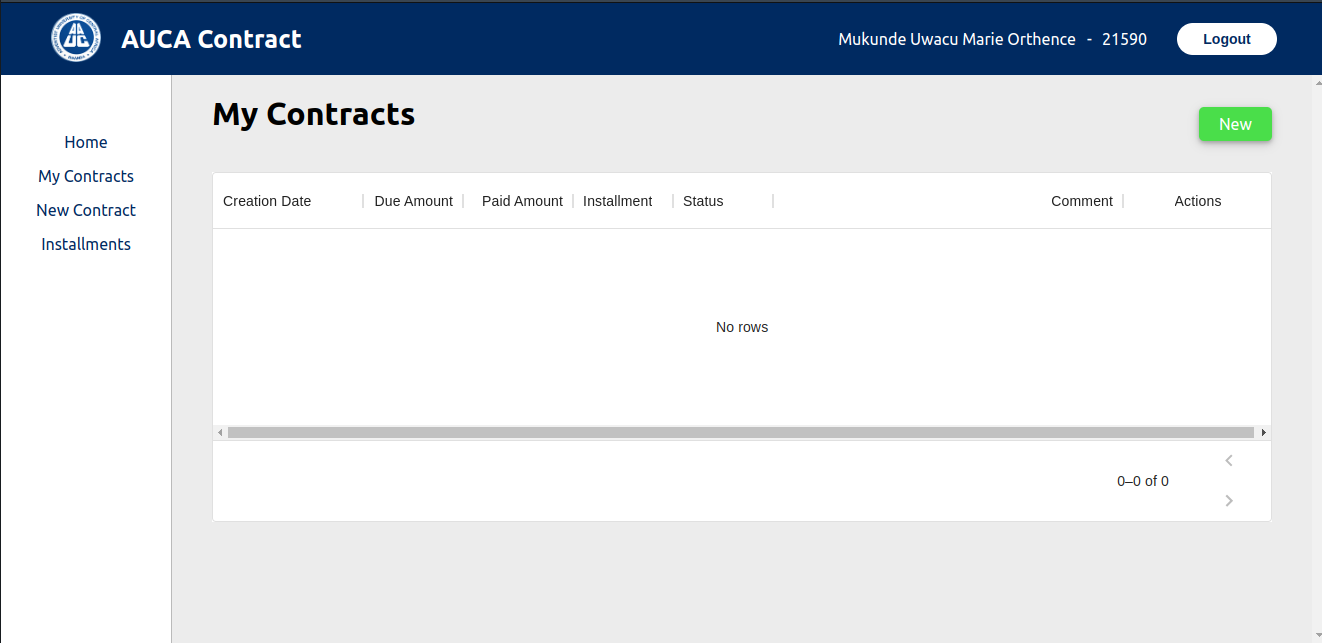 AUCA Contract
Mukunde Uwacu Marie Orthence - 21590
Logout
Home
My Contracts
New Contract
Installments
My Contracts
New
Creation Date Due Amount Paid Amount Installment Status Comment Actions
No rows
0–0 of 0